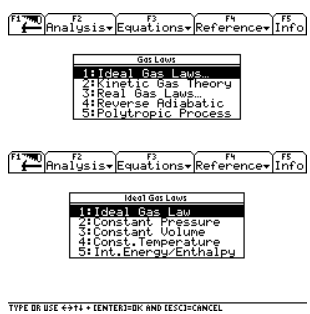 F1 F2 F3 F4 F5
Analysis Equations Reference Info
Gas Laws
1:Ideal Gas Laws…
2:Kinetic Gas Theory
3:Real Gas Laws…
4:Reverse Adiabatic
5:Polytropic Process
F1 F2 F3 F4 F5
Analysis Equations Reference Info
Ideal Gas Laws
1:Ideal Gas Law
2:Constant Pressure
3:Constant Volume
4:Const.Temperature
5:Int.Energy/Enthalpy
TYPE OR USE ←→↑↓ + [ENTER]=OK AND [ESC]=CANCEL